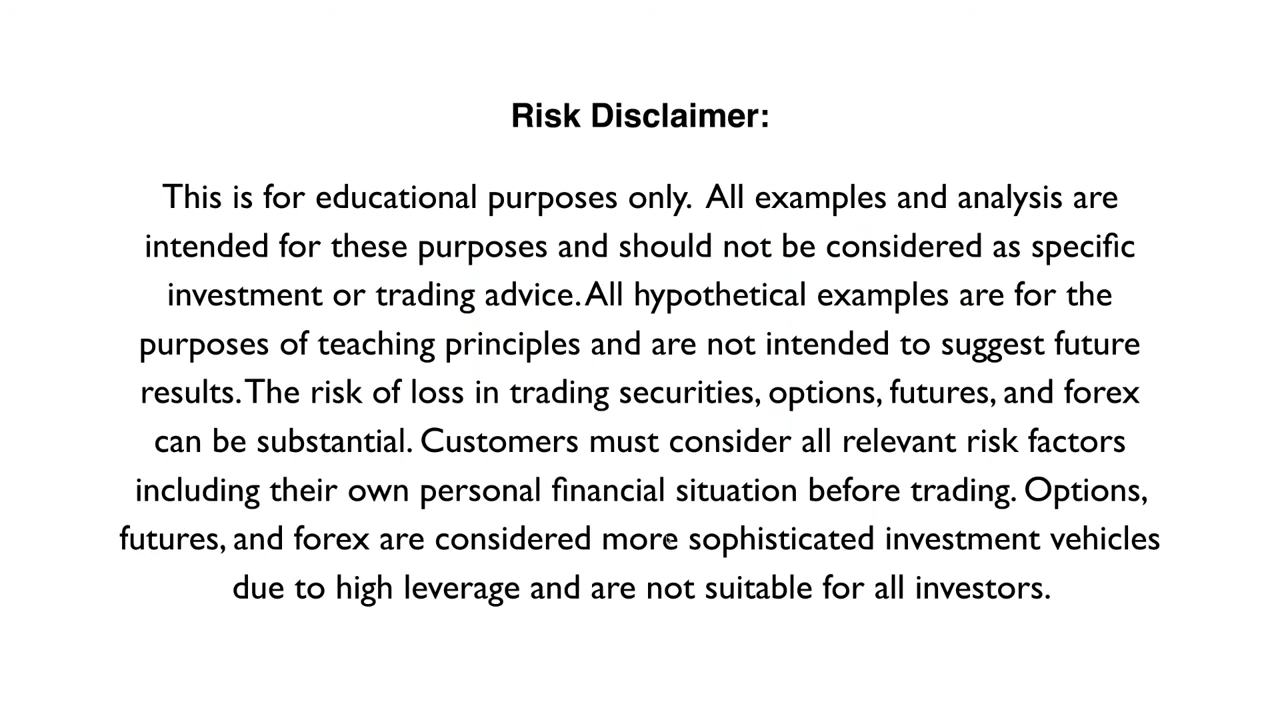 Risk Disclaimer:
This is for educational purposes only.  All examples and analysis are
intended for these purposes and should not be considered as specific
investment or trading advice. All hypothetical examples are for the
purposes of teaching principles and are not intended to suggest future
results. The risk of loss in trading securities, options, futures, and forex
can be substantial. Customers must consider all relevant risk factors
including their own personal financial situation before trading. Options,
futures, and forex are considered more sophisticated investment vehicles
due to high leverage and are not suitable for all investors.